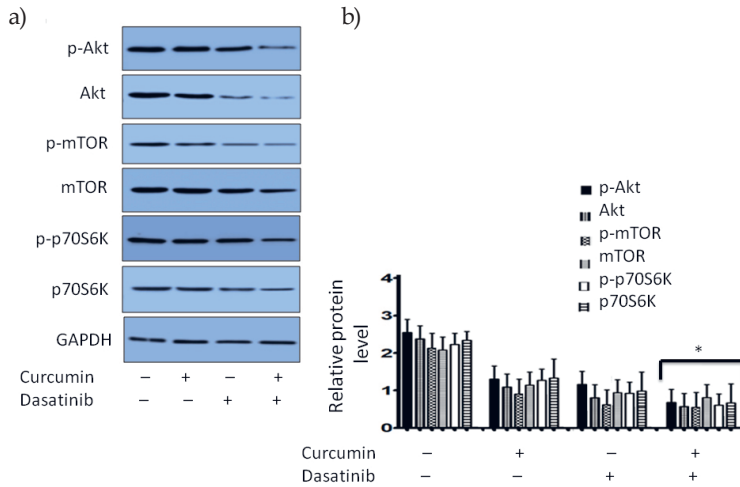 a)
p-Akt
Akt
p-mTOR
mTOR
p-p70S6K
p70S6K
GAPDH
Curcumin – + – +
Dasatinib – – + +
b)
p-Akt
Akt
p-mTOR
mTOR
p-p70S6K
p70S6K
Relative protein
level
4
3
2
1
0
*
Curcumin – + – +
Dasatinib – – + +